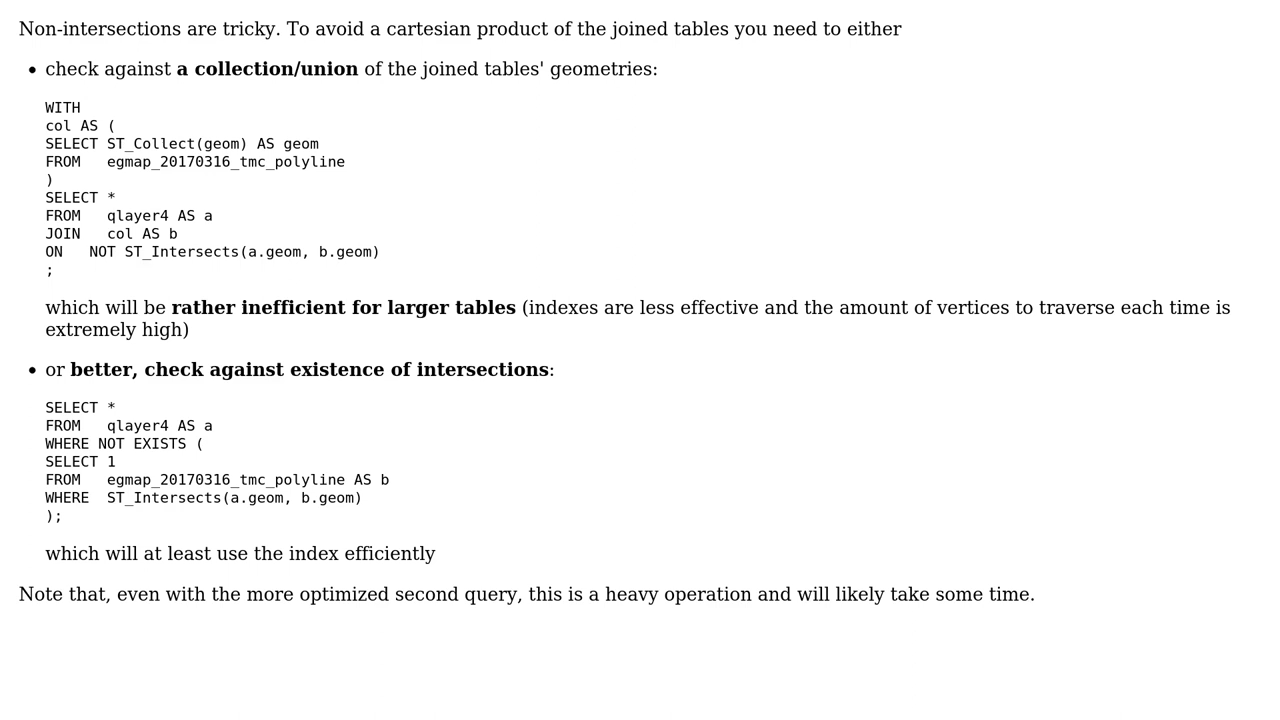 Non-intersections are tricky. To avoid a cartesian product of the joined tables you need to either
• check against a collection/union of the joined tables' geometries:
WITH
col AS (
SELECT ST_Collect(geom) AS geom
FROM   egmap_20170316_tmc_polyline
)
SELECT *
FROM   qlayer4 AS a
JOIN   col AS b
ON   NOT ST_Intersects(a.geom, b.geom)
;
which will be rather inefficient for larger tables (indexes are less effective and the amount of vertices to traverse each time is
extremely high)
• or better, check against existence of intersections:
SELECT *
FROM   qlayer4 AS a
WHERE NOT EXISTS (
SELECT 1
FROM   egmap_20170316_tmc_polyline AS b
WHERE  ST_Intersects(a.geom, b.geom)
);
which will at least use the index efficiently
Note that, even with the more optimized second query, this is a heavy operation and will likely take some time.